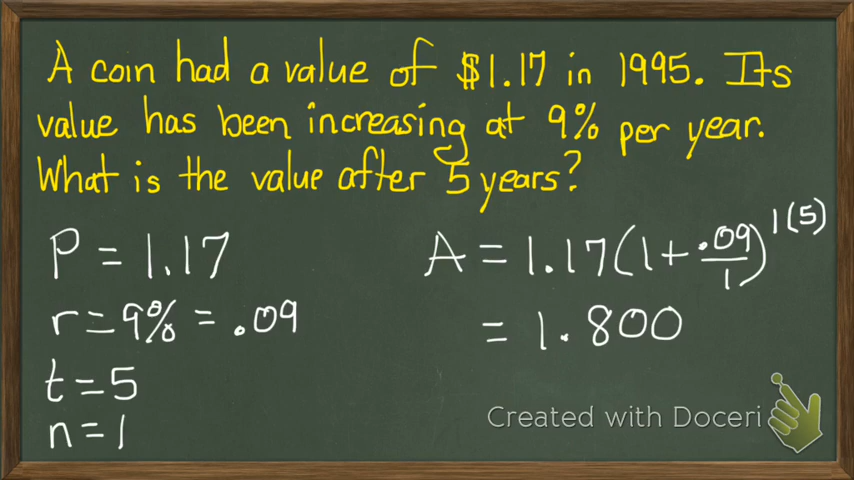 A coin had a value of $1.17 in 1995. Its
value has been increasing at 9% per year.
What is the value after 5 years?
P = 1.17
r = 9% = .09
t = 5
n = 1
A = 1.17(1 + .09/1)^1(5)
= 1.800
Created with Doceri